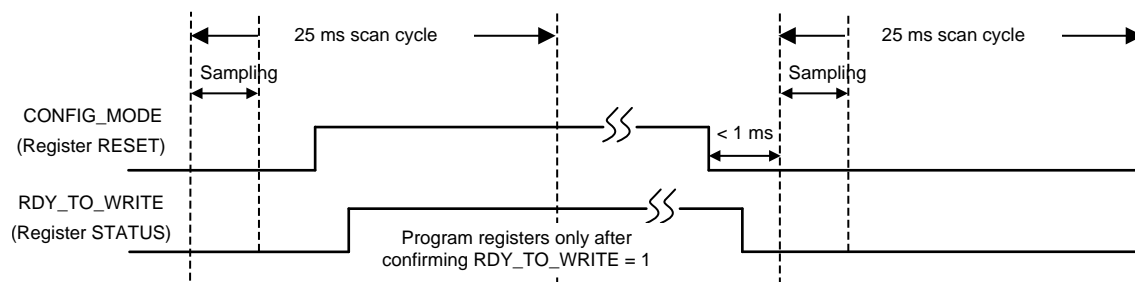 25 ms scan cycle
25 ms scan cycle
Sampling
Sampling
CONFIG_MODE
(Register RESET)
< 1 ms
RDY_TO_WRITE
(Register STATUS)
Program registers only after
confirming RDY_TO_WRITE = 1